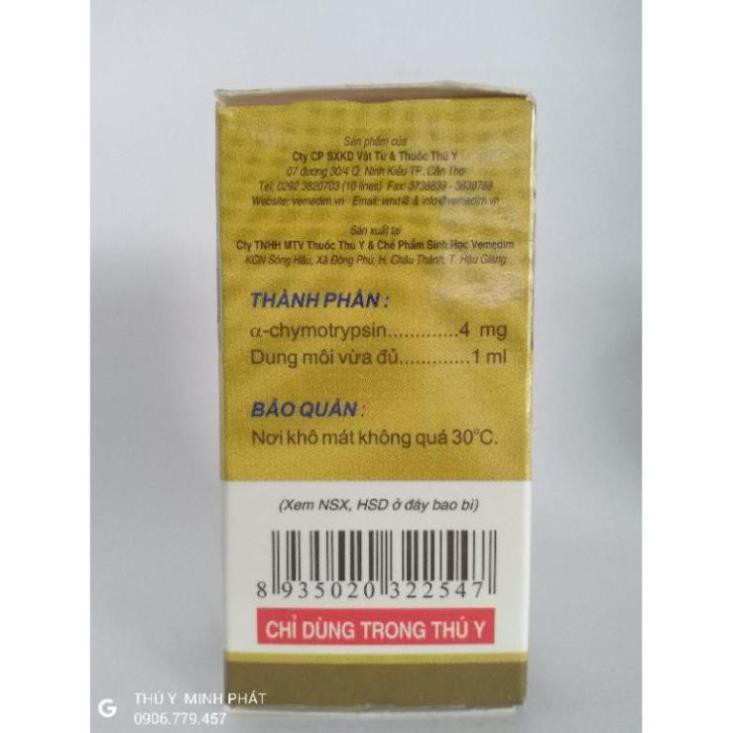 Sản phẩm của
Cty CP SXKD Vật Tư & Thuốc Thú Y
07 đường 30/4 Q. Ninh Kiều TP. Cần Thơ
Tel: 0292 3820703 (10 lines) Fax: 3738838 - 3830788
Website: vemedim.vn Email: vmd@ & info@vemedim.vn
Sản xuất tại
Cty TNHH MTV Thuốc Thú Y & Chế Phẩm Sinh Học Vemedim
KCN Sông Hậu, Xã Đông Phú, H. Châu Thành, T. Hậu Giang
THÀNH PHẦN :
α-chymotrypsin.............4 mg
Dung môi vừa đủ.............1 ml
BẢO QUẢN :
Nơi khô mát không quá 30°C.
(Xem NSX, HSD ở đáy bao bì)
8 935020 322547
CHỈ DÙNG TRONG THÚ Y
G THÚ Y MINH PHÁT
0906.779.457